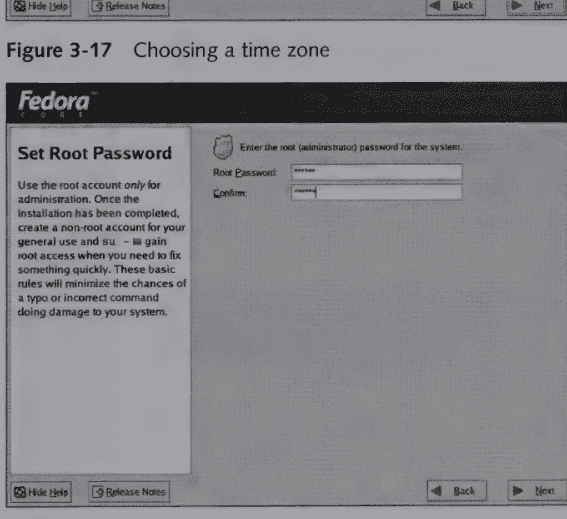 Hide Help Release Notes Back Next
Figure 3-17 Choosing a time zone
Fedora
CORE
Set Root Password
Use the root account only for
administration. Once the
installation has been completed,
create a non-root account for your
general use and su - gain
root access when you need to fix
something quickly. These basic
rules will minimize the chances of
a typo or incorrect command
doing damage to your system.
Enter the root (administrator) password for the system.
Root Password: ******
Confirm: ******
Hide Help Release Notes Back Next